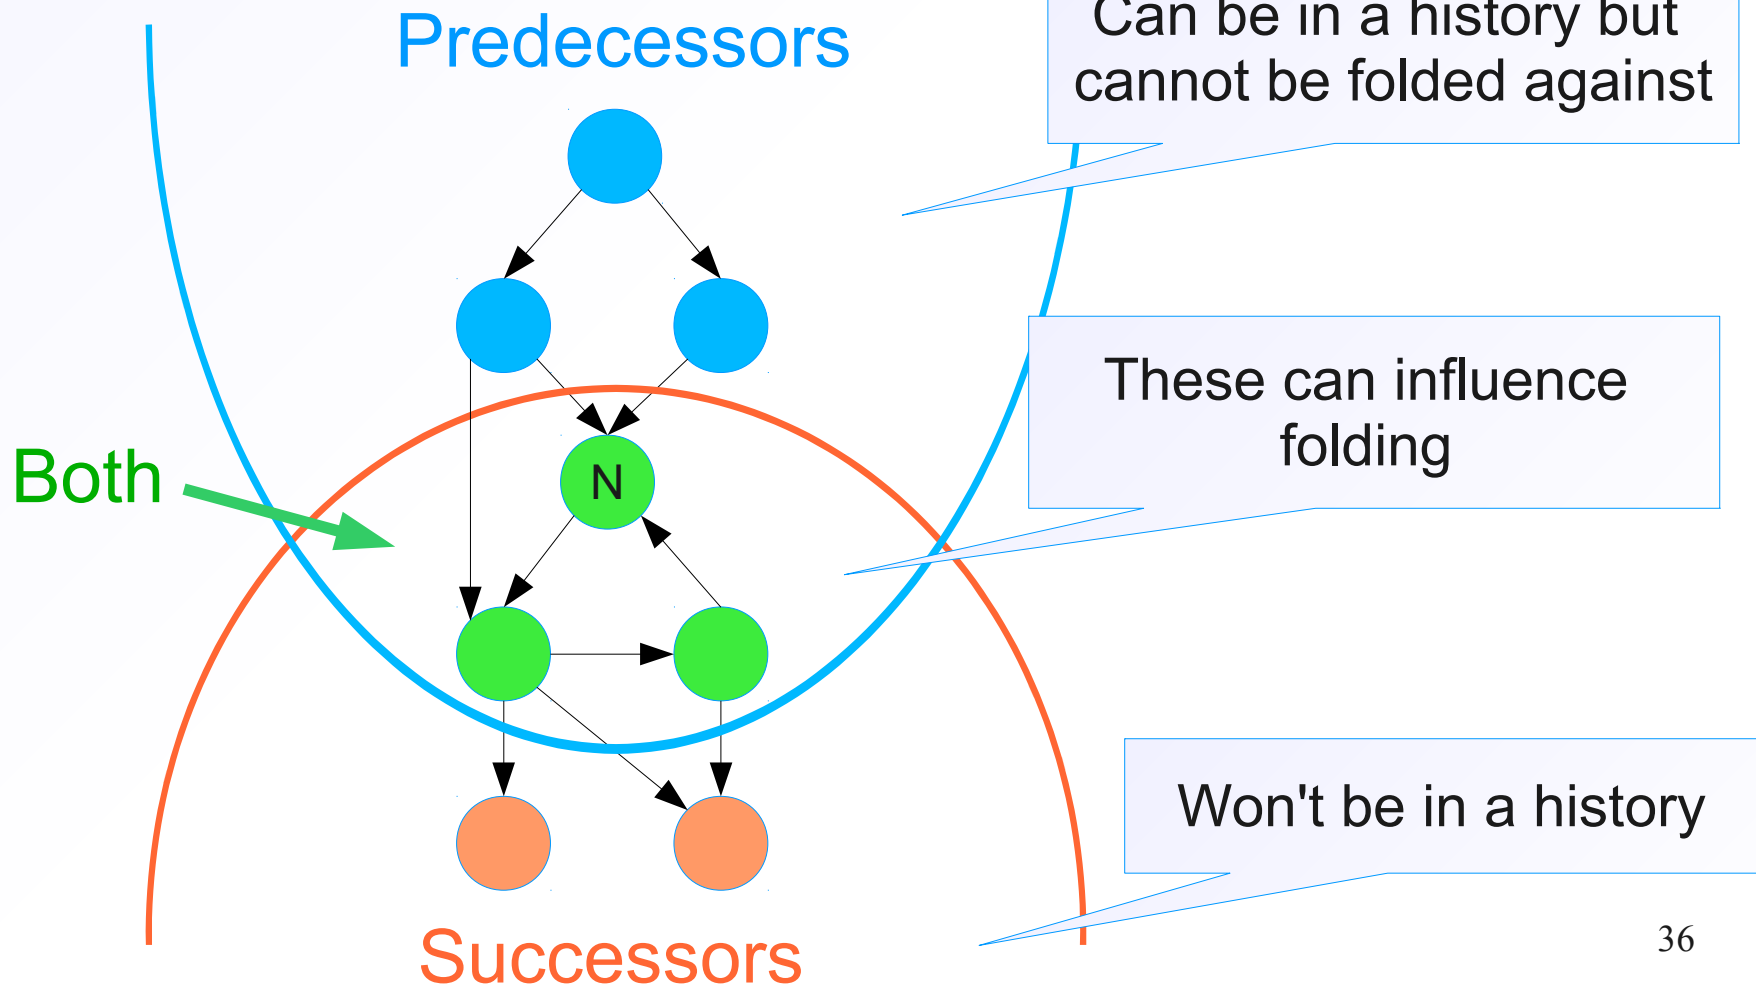 Predecessors
Can be in a history but
cannot be folded against
These can influence
folding
Both
N
Won't be in a history
Successors
36